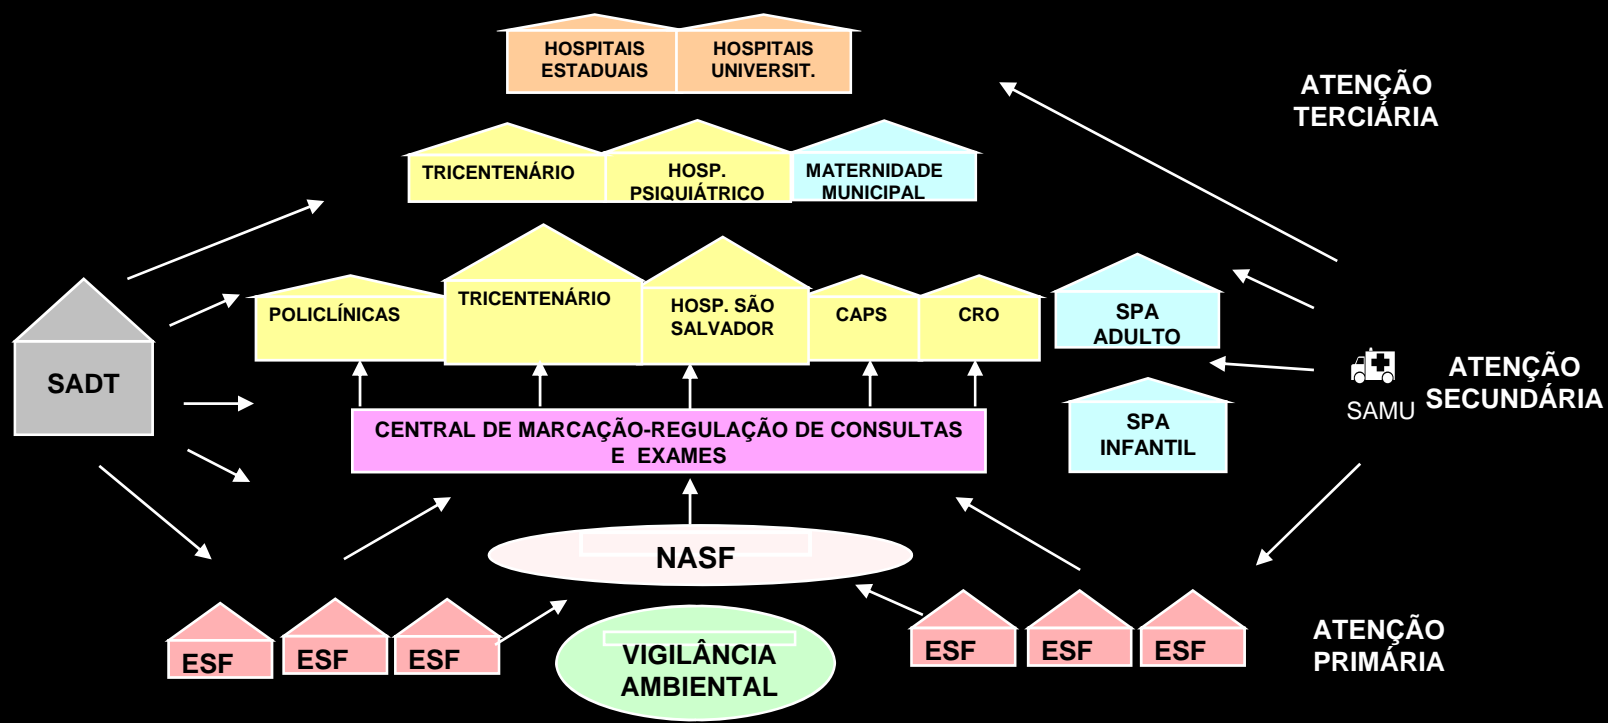 HOSPITAIS
ESTADUAIS
HOSPITAIS
UNIVERSIT.
ATENÇÃO
TERCIÁRIA
TRICENTENÁRIO
HOSP.
PSIQUIÁTRICO
MATERNIDADE
MUNICIPAL
POLICLÍNICAS
TRICENTENÁRIO
HOSP. SÃO
SALVADOR
CAPS
CRO
SPA
ADULTO
SADT
SAMU
ATENÇÃO
SECUNDÁRIA
SPA
INFANTIL
CENTRAL DE MARCAÇÃO-REGULAÇÃO DE CONSULTAS
E EXAMES
NASF
ESF
ESF
ESF
VIGILÂNCIA
AMBIENTAL
ESF
ESF
ESF
ATENÇÃO
PRIMÁRIA